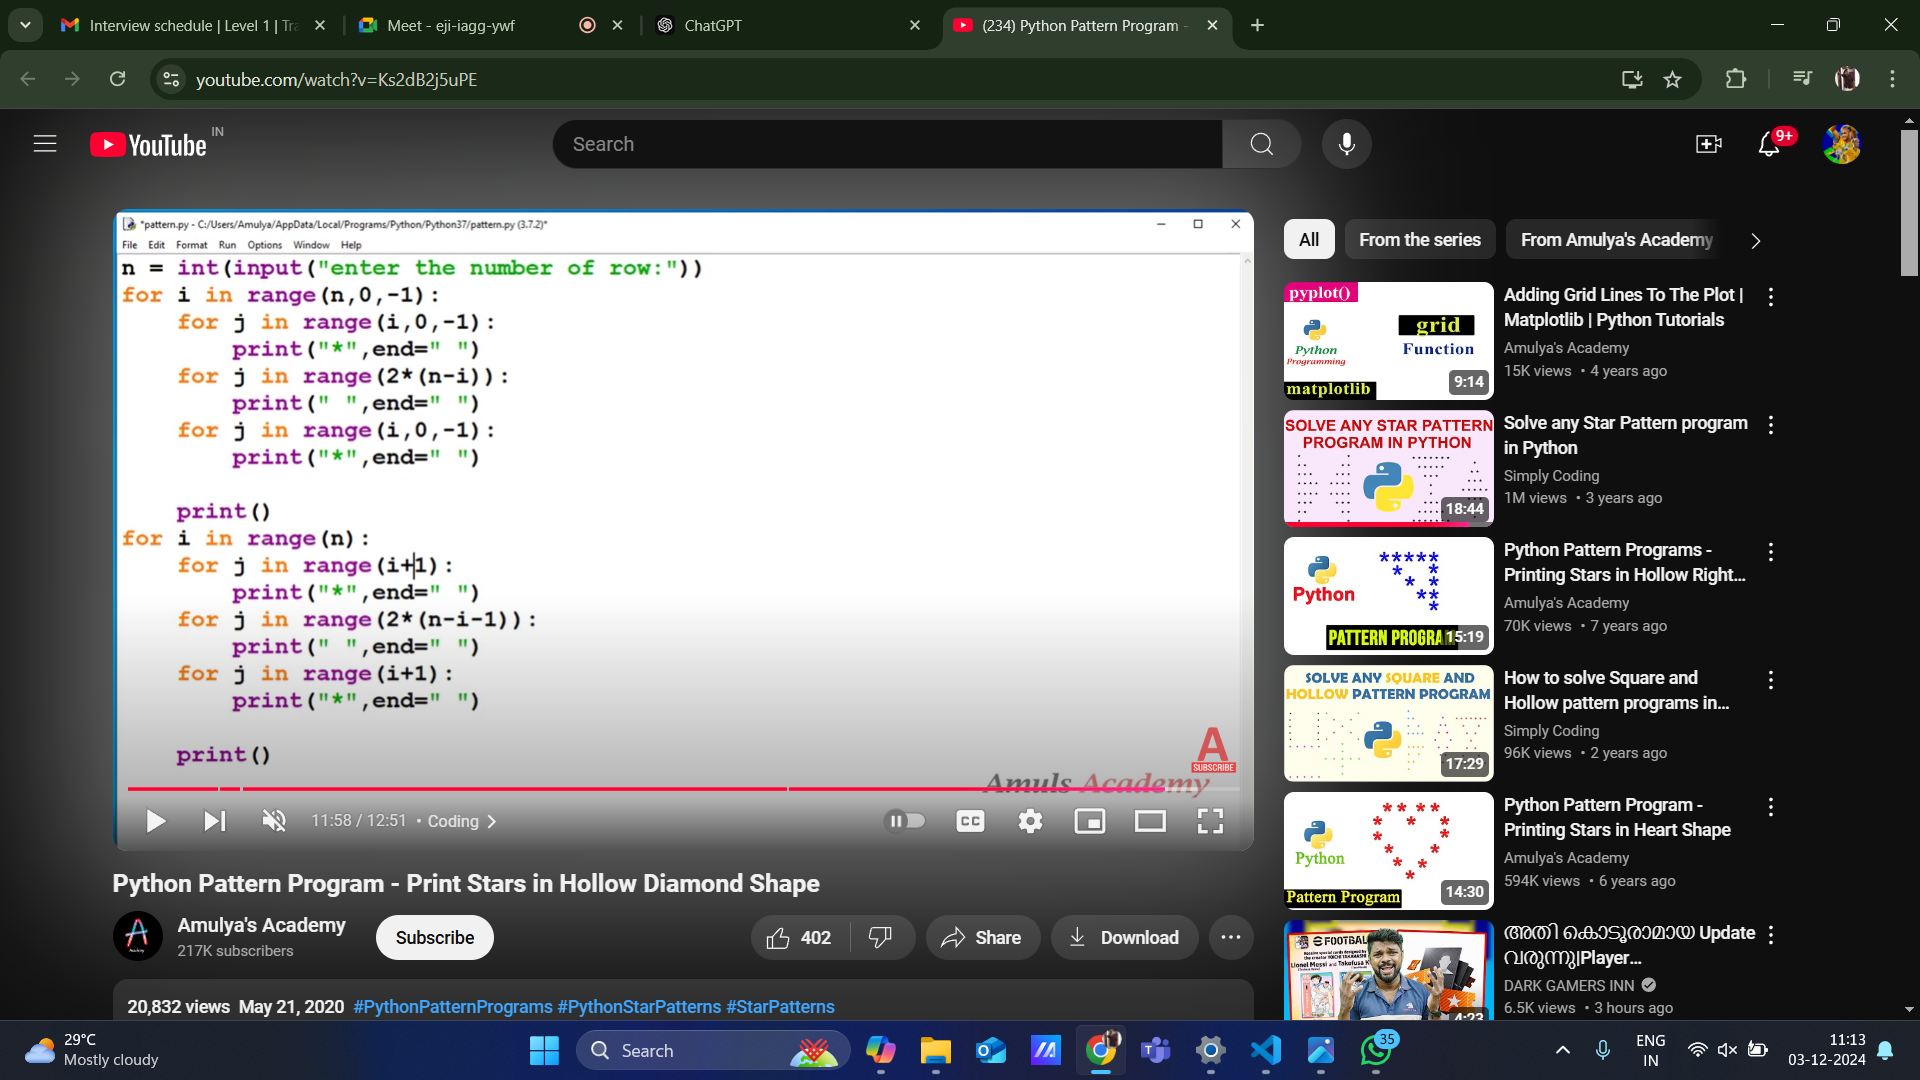 Interview schedule | Level 1 | Tra
Meet - eji-iagg-ywf
ChatGPT
(234) Python Pattern Program -
youtube.com/watch?v=Ks2dB2j5uPE
YouTube IN
Search
9+
*pattern.py - C:/Users/Amulya/AppData/Local/Programs/Python/Python37/pattern.py (3.7.2)*
File Edit Format Run Options Window Help
n = int(input("enter the number of row:"))
for i in range(n,0,-1):
    for j in range(i,0,-1):
        print("*",end=" ")
    for j in range(2*(n-i)):
        print(" ",end=" ")
    for j in range(i,0,-1):
        print("*",end=" ")
    print()
for i in range(n):
    for j in range(i+1):
        print("*",end=" ")
    for j in range(2*(n-i-1)):
        print(" ",end=" ")
    for j in range(i+1):
        print("*",end=" ")
    print()
A
SUBSCRIBE
Amuls Academy
11:58 / 12:51 • Coding
CC
Python Pattern Program - Print Stars in Hollow Diamond Shape
Amulya's Academy
217K subscribers
Subscribe
402
Share
Download
20,832 views May 21, 2020 #PythonPatternPrograms #PythonStarPatterns #StarPatterns
All
From the series
From Amulya's Academy
pyplot()
grid
Python
Function
Programming
matplotlib
9:14
Adding Grid Lines To The Plot |
Matplotlib | Python Tutorials
Amulya's Academy
15K views • 4 years ago
SOLVE ANY STAR PATTERN
PROGRAM IN PYTHON
18:44
Solve any Star Pattern program
in Python
Simply Coding
1M views • 3 years ago
Python
PATTERN PROGRA
15:19
Python Pattern Programs -
Printing Stars in Hollow Right...
Amulya's Academy
70K views • 7 years ago
SOLVE ANY SQUARE AND
HOLLOW PATTERN PROGRAM
17:29
How to solve Square and
Hollow pattern programs in...
Simply Coding
96K views • 2 years ago
Python
Pattern Program
14:30
Python Pattern Program -
Printing Stars in Heart Shape
Amulya's Academy
594K views • 6 years ago
FOOTBAL
Lionel Messi and Takefusa K
4:23
അതി കൊടൂരാമായ Update
വരുന്നു|Player...
DARK GAMERS INN
6.5K views • 3 hours ago
29°C
Mostly cloudy
Search
35
ENG
IN
11:13
03-12-2024